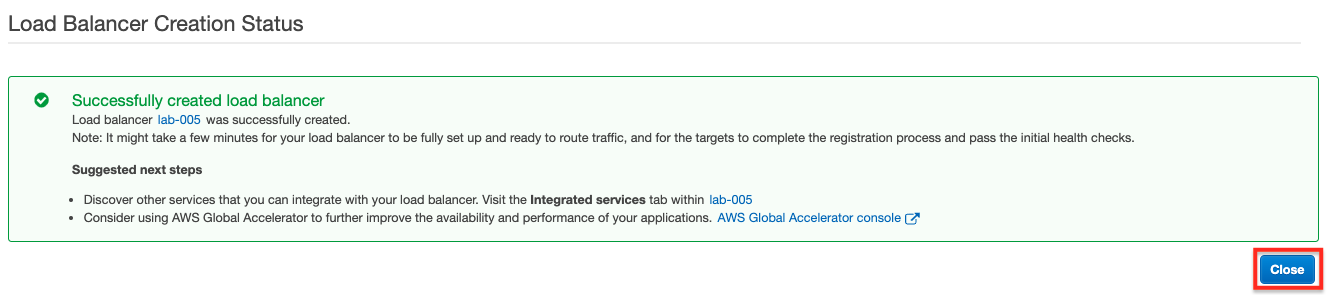 Load Balancer Creation Status
Successfully created load balancer
Load balancer lab-005 was successfully created.
Note: It might take a few minutes for your load balancer to be fully set up and ready to route traffic, and for the targets to complete the registration process and pass the initial health checks.
Suggested next steps
• Discover other services that you can integrate with your load balancer. Visit the Integrated services tab within lab-005
• Consider using AWS Global Accelerator to further improve the availability and performance of your applications. AWS Global Accelerator console
Close